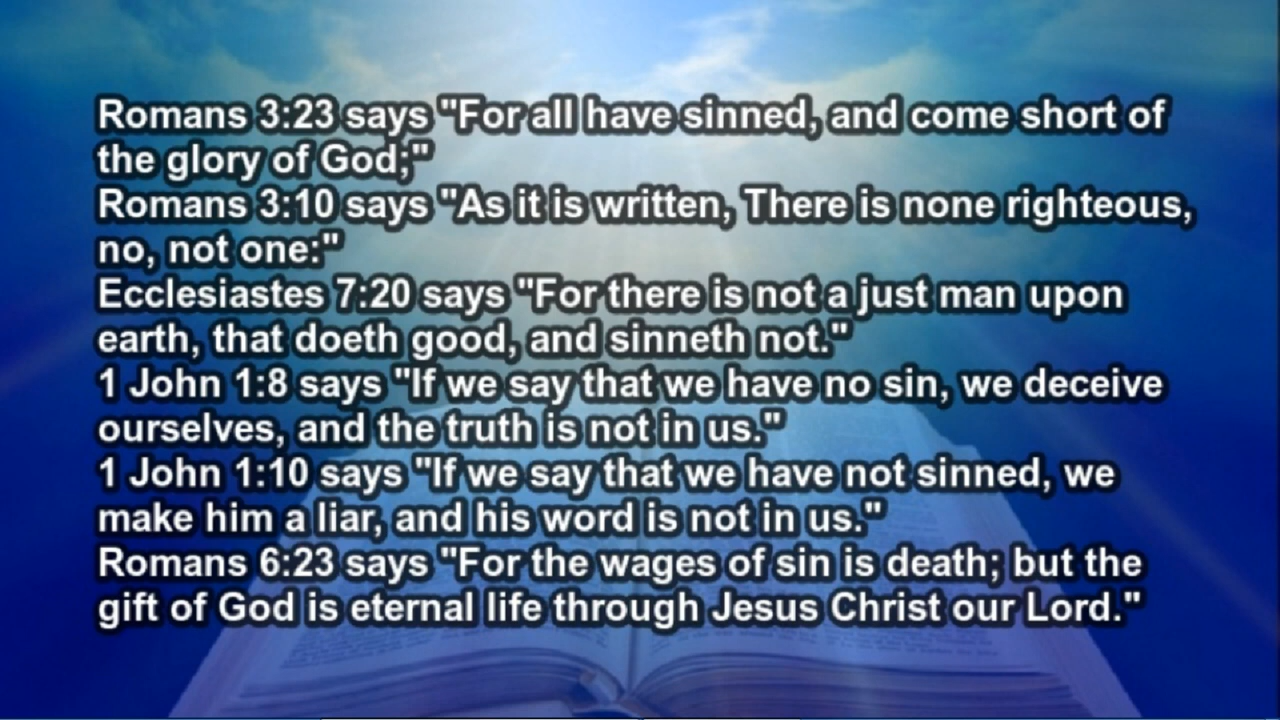 Romans 3:23 says "For all have sinned, and come short of
the glory of God;"
Romans 3:10 says "As it is written, There is none righteous,
no, not one:"
Ecclesiastes 7:20 says "For there is not a just man upon
earth, that doeth good, and sinneth not."
1 John 1:8 says "If we say that we have no sin, we deceive
ourselves, and the truth is not in us."
1 John 1:10 says "If we say that we have not sinned, we
make him a liar, and his word is not in us."
Romans 6:23 says "For the wages of sin is death; but the
gift of God is eternal life through Jesus Christ our Lord."